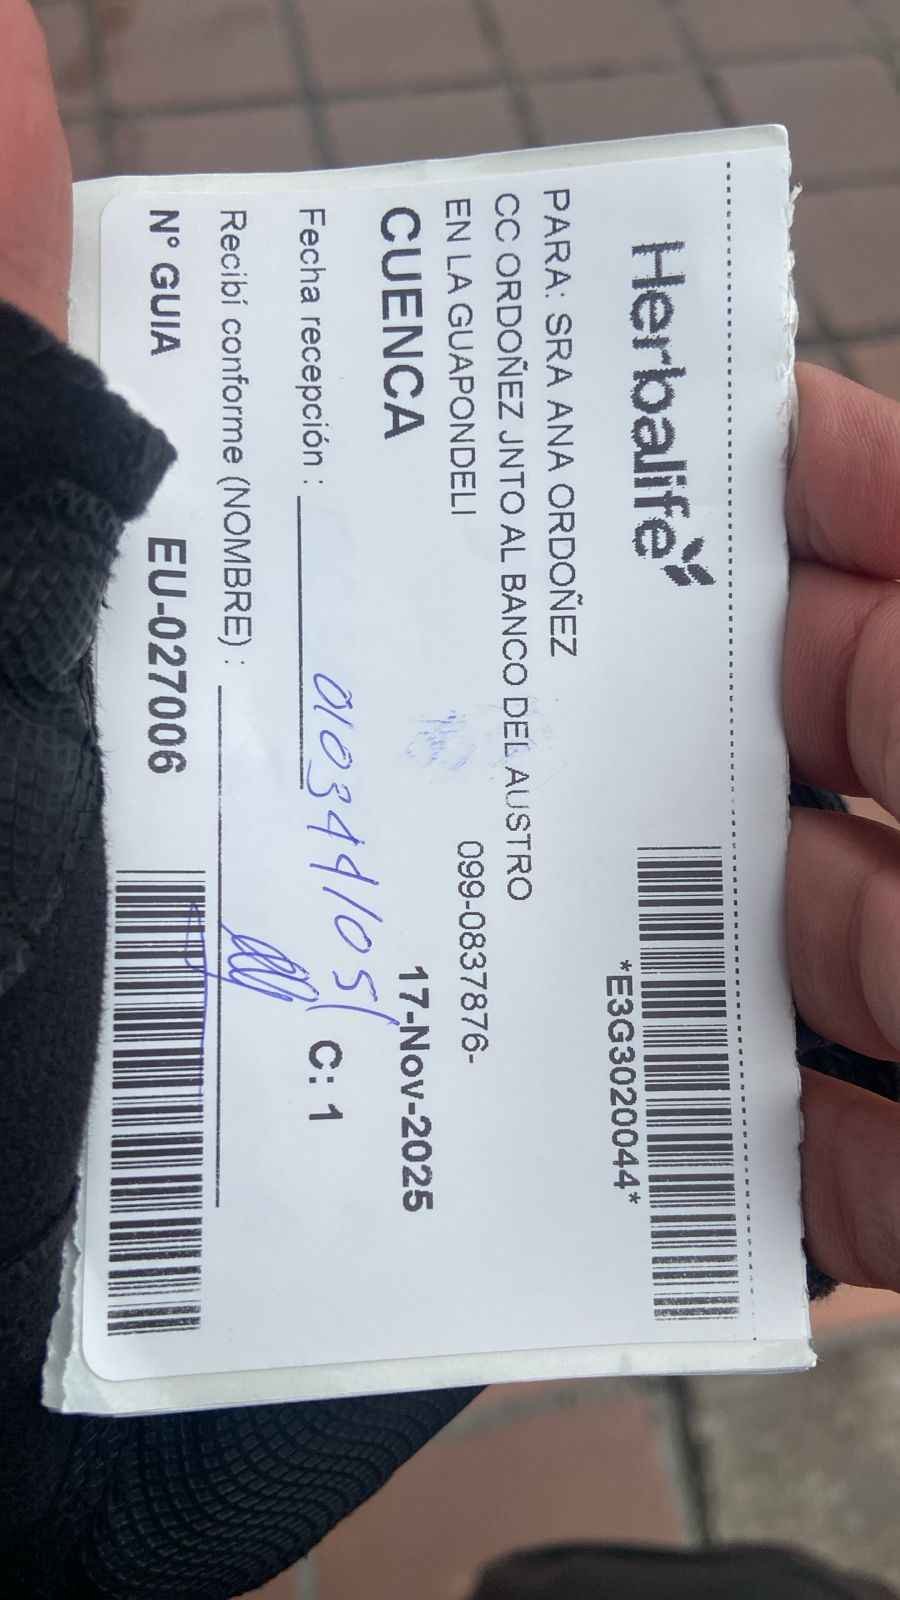 Herbalife
*E3G3020044*
PARA: SRA ANA ORDOÑEZ
CC ORDOÑEZ JNTO AL BANCO DEL AUSTRO
EN LA GUAPONDELI
099-0837876-
CUENCA
17-Nov-2025
Fecha recepción :
0103441051
C: 1
Recibí conforme (NOMBRE) :
N° GUIA
EU-027006